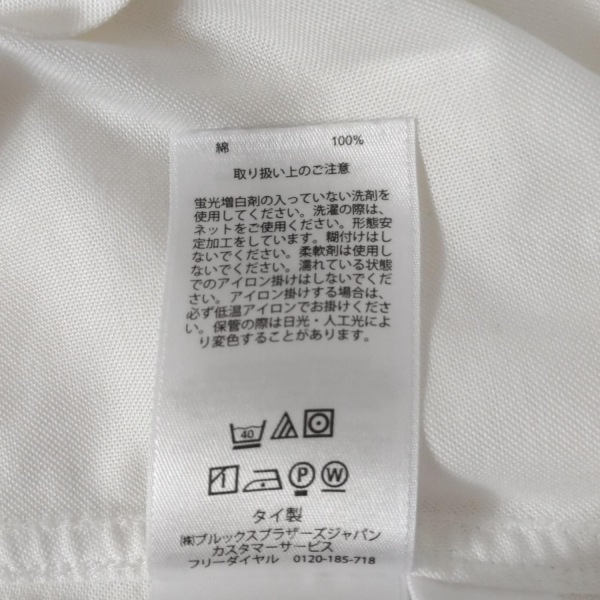 綿 100%
取り扱い上のご注意
蛍光増白剤の入っていない洗剤を
使用してください。洗濯の際は、
ネットをご使用ください。形態安
定加工をしています。糊付けはし
ないでください。柔軟剤は使用し
ないでください。濡れている状態
でのアイロン掛けはしないでくだ
さい。アイロン掛けする場合は、
必ず低温アイロンでお掛けくださ
い。保管の際は日光・人工光によ
り変色することがあります。
40
P W
タイ製
㈱ブルックスブラザーズジャパン
カスタマーサービス
フリーダイヤル 0120-185-718